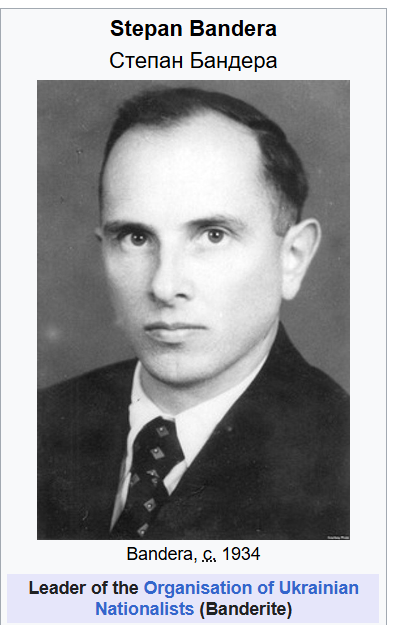 Stepan Bandera
Степан Бандера
Bandera, c. 1934
Leader of the Organisation of Ukrainian
Nationalists (Banderite)